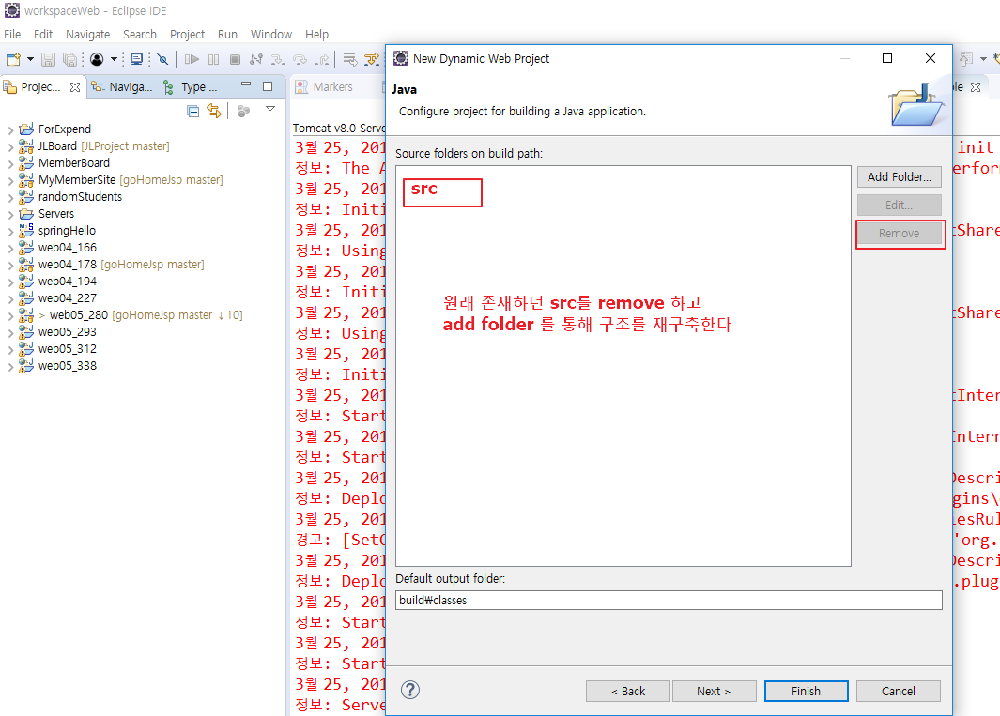 workspaceWeb - Eclipse IDE
File Edit Navigate Search Project Run Window Help
Projec... Naviga... Type ...
ForExpend
JLBoard [JLProject master]
MemberBoard
MyMemberSite [goHomeJsp master]
randomStudents
Servers
springHello
web04_166
web04_178 [goHomeJsp master]
web04_194
web04_227
> web05_280 [goHomeJsp master ↓10]
web05_293
web05_312
web05_338
Markers
Tomcat v8.0 Serve
3월 25, 201 init
정보: The A erform
3월 25, 201
정보: Initi
3월 25, 201 tShare
정보: Using
3월 25, 201
정보: Initi
3월 25, 201 tShare
정보: Using
3월 25, 201
정보: Initi
3월 25, 201 tInter
정보: Start
3월 25, 201 Intern
정보: Start
3월 25, 201 Descri
정보: Deplo gins\
3월 25, 201 lesRul
경고: [SetC 'org.
3월 25, 201 Descri
정보: Deplo .plug
3월 25, 201
정보: Start
3월 25, 201
정보: Start
3월 25, 201
정보: Serve
New Dynamic Web Project
Java
Configure project for building a Java application.
Source folders on build path:
src
Add Folder...
Edit...
Remove
원래 존재하던 src를 remove 하고
add folder 를 통해 구조를 재구축한다
Default output folder:
build₩classes
< Back Next > Finish Cancel